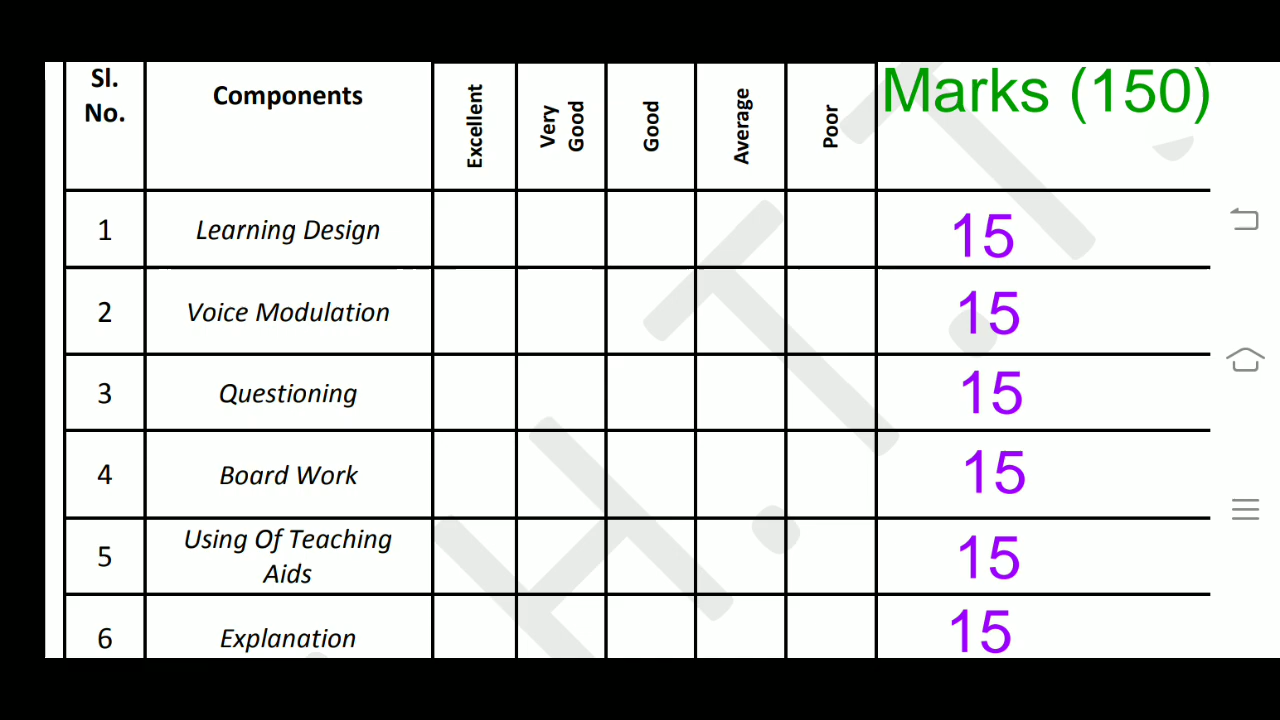 Sl.
No.
Components
Excellent
Very
Good
Good
Average
Poor
Marks (150)
1
Learning Design
15
2
Voice Modulation
15
3
Questioning
15
4
Board Work
15
5
Using Of Teaching
Aids
15
6
Explanation
15
H.T.